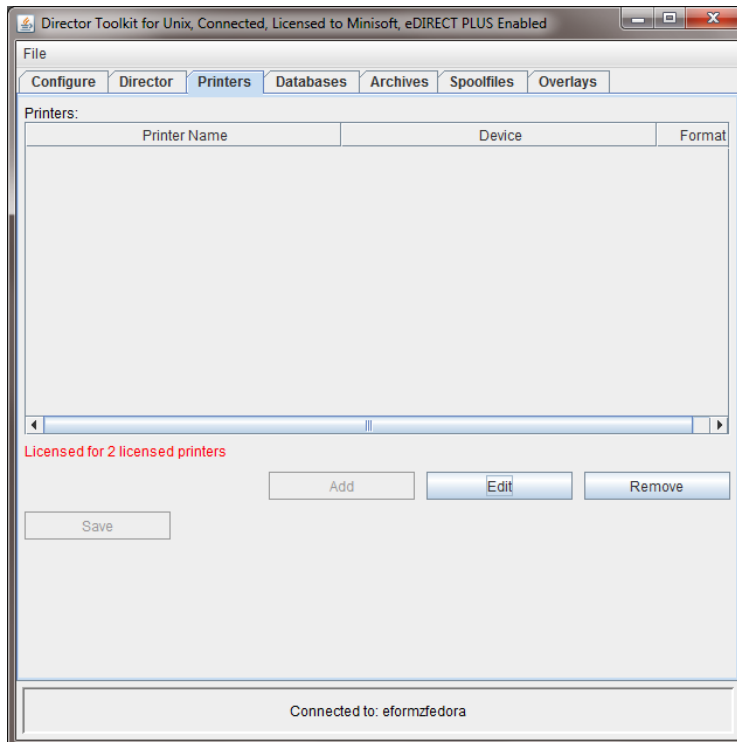 Director Toolkit for Unix, Connected, Licensed to Minisoft, eDIRECT PLUS Enabled
File
Configure Director Printers Databases Archives Spoolfiles Overlays
Printers:
Printer Name Device Format
Licensed for 2 licensed printers
Add Edit Remove
Save
Connected to: eformzfedora